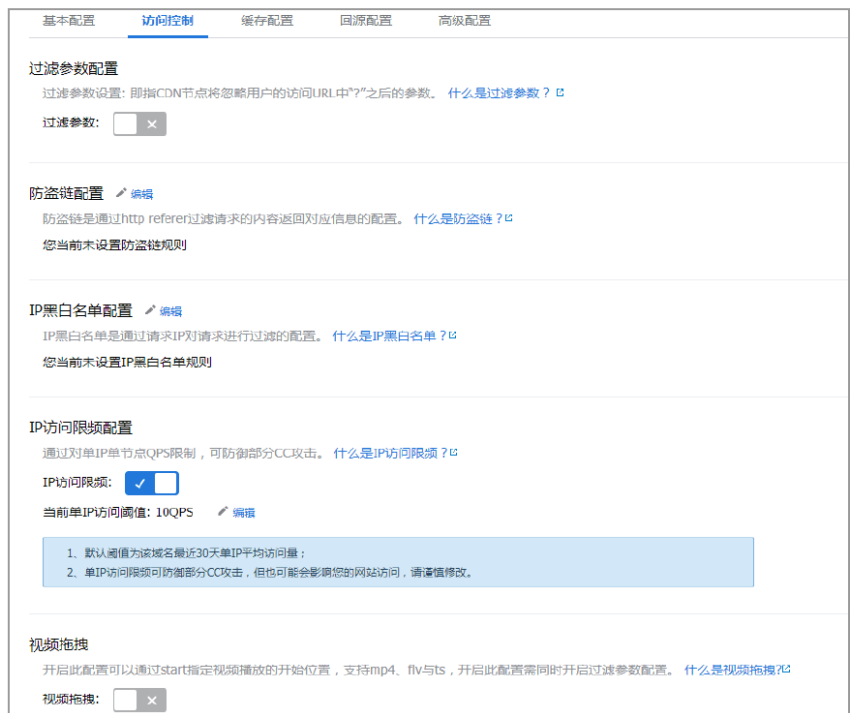 基本配置 访问控制 缓存配置 回源配置 高级配置
过滤参数配置
过滤参数设置: 即指CDN节点将忽略用户的访问URL中"?"之后的参数。 什么是过滤参数？
过滤参数:
防盗链配置 编辑
防盗链是通过http referer过滤请求的内容返回对应信息的配置。 什么是防盗链？
您当前未设置防盗链规则
IP黑白名单配置 编辑
IP黑白名单是通过请求IP对请求进行过滤的配置。 什么是IP黑白名单？
您当前未设置IP黑白名单规则
IP访问限频配置
通过对单IP单节点QPS限制，可防御部分CC攻击。 什么是IP访问限频？
IP访问限频:
当前单IP访问阈值: 10QPS 编辑
1、默认阈值为该域名最近30天单IP平均访问量；
2、单IP访问限频可防御部分CC攻击，但也可能会影响您的网站访问，请谨慎修改。
视频拖拽
开启此配置可以通过start指定视频播放的开始位置，支持mp4、flv与ts，开启此配置需同时开启过滤参数配置。 什么是视频拖拽?
视频拖拽: